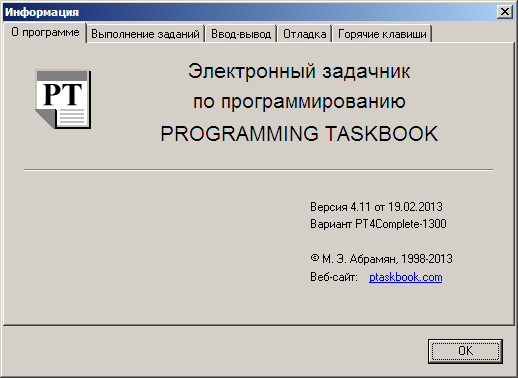 Информация
О программе Выполнение заданий Ввод-вывод Отладка Горячие клавиши
PT
Электронный задачник
по программированию
PROGRAMMING TASKBOOK
Версия 4.11 от 19.02.2013
Вариант PT4Complete-1300
© М. Э. Абрамян, 1998-2013
Веб-сайт: ptaskbook.com
OK